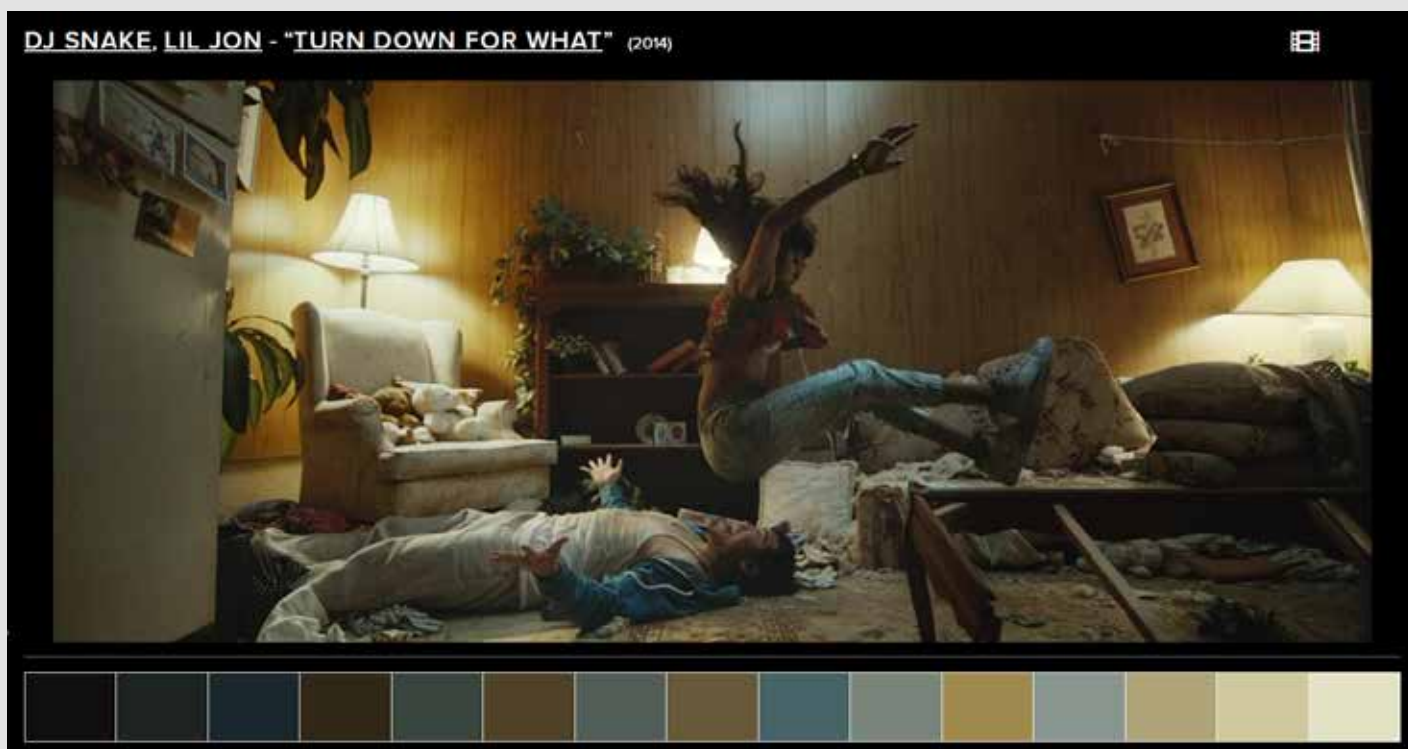 DJ SNAKE, LIL JON - “TURN DOWN FOR WHAT” (2014)